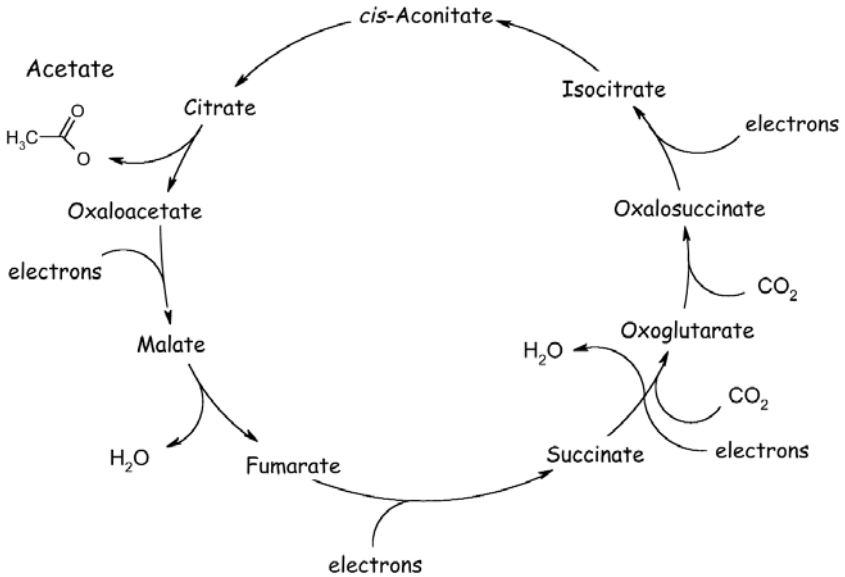 cis-Aconitate
Acetate
Isocitrate
Citrate
O
H₃C
O
electrons
Oxaloacetate
Oxalosuccinate
electrons
CO₂
Malate
Oxoglutarate
H₂O
CO₂
H₂O
Fumarate
Succinate
electrons
electrons